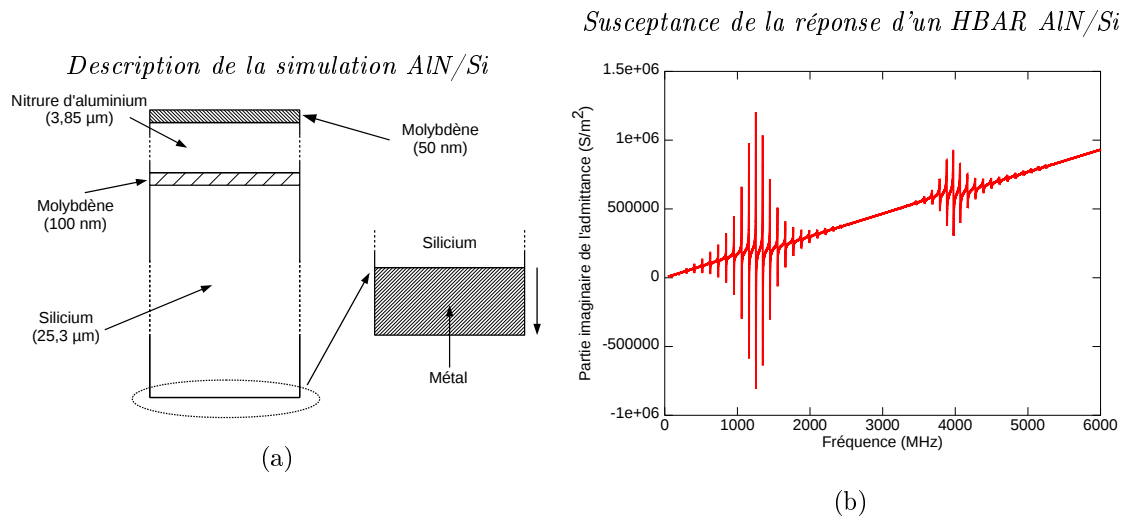 Description de la simulation AlN/Si
Nitrure d'aluminium
(3,85 µm)
Molybdène
(50 nm)
Molybdène
(100 nm)
Silicium
Silicium
(25,3 µm)
Métal
(a)
Susceptance de la réponse d'un HBAR AlN/Si
Partie imaginaire de l'admittance (S/m²)
1.5e+06
1e+06
500000
0
-500000
-1e+06
0 1000 2000 3000 4000 5000 6000
Fréquence (MHz)
(b)